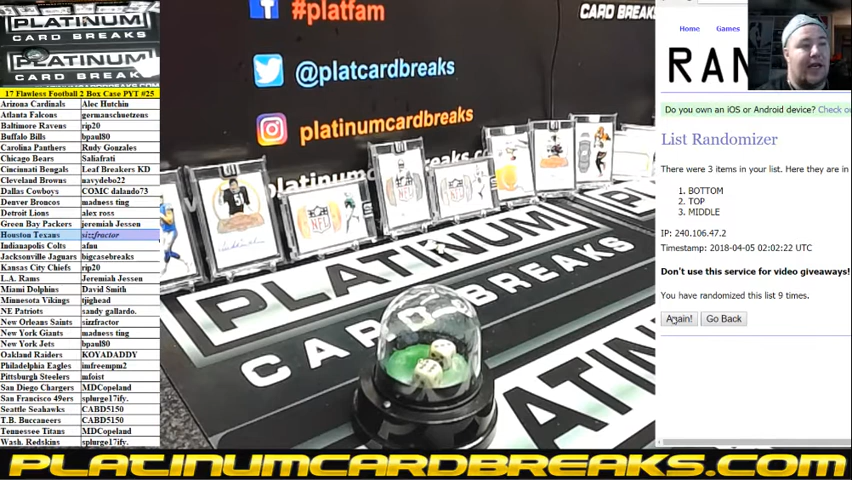 PLATINUM
CARD BREAKS
PLATINUM
CARD BREAK
17 Flawless Football 2 Box Case PYT #25
Arizona Cardinals Alec Hutchin
Atlanta Falcons germanschuetzens
Baltimore Ravens rip20
Buffalo Bills bpaul80
Carolina Panthers Rudy Gonzales
Chicago Bears Saliafrati
Cincinnati Bengals Leaf Breakers KD
Cleveland Browns navydebo22
Dallas Cowboys COMC dalando73
Denver Broncos madness ting
Detroit Lions alex ross
Green Bay Packers jeremiah Jessen
Houston Texans sizzfractor
Indianapolis Colts afnu
Jacksonville Jaguars bigcasebreaks
Kansas City Chiefs rip20
L.A. Rams Jeremiah Jessen
Miami Dolphins David Smith
Minnesota Vikings tjighead
NE Patriots sandy gallardo.
New Orleans Saints sizzfractor
New York Giants madness ting
New York Jets bpaul80
Oakland Raiders KOYADADDY
Philadelphia Eagles imfreempm2
Pittsburgh Steelers mfoist
San Diego Chargers MDCopeland
San Francisco 49ers splurge17ify.
Seattle Seahawks CABD5150
T.B. Buccaneers CABD5150
Tennessee Titans MDCopeland
Wash. Redskins splurge17ify.
#platfam
@platcardbreaks
platinumcardbreaks
CARD BREAKS
NFL
NFL
PLATINUM
CARD BREAKS
Home Games
RAN
Do you own an iOS or Android device? Check o
List Randomizer
There were 3 items in your list. Here they are in
1. BOTTOM
2. TOP
3. MIDDLE
IP: 240.106.47.2
Timestamp: 2018-04-05 02:02:22 UTC
Don't use this service for video giveaways!
You have randomized this list 9 times.
Again! Go Back
PLATINUMCARDBREAKS.COM